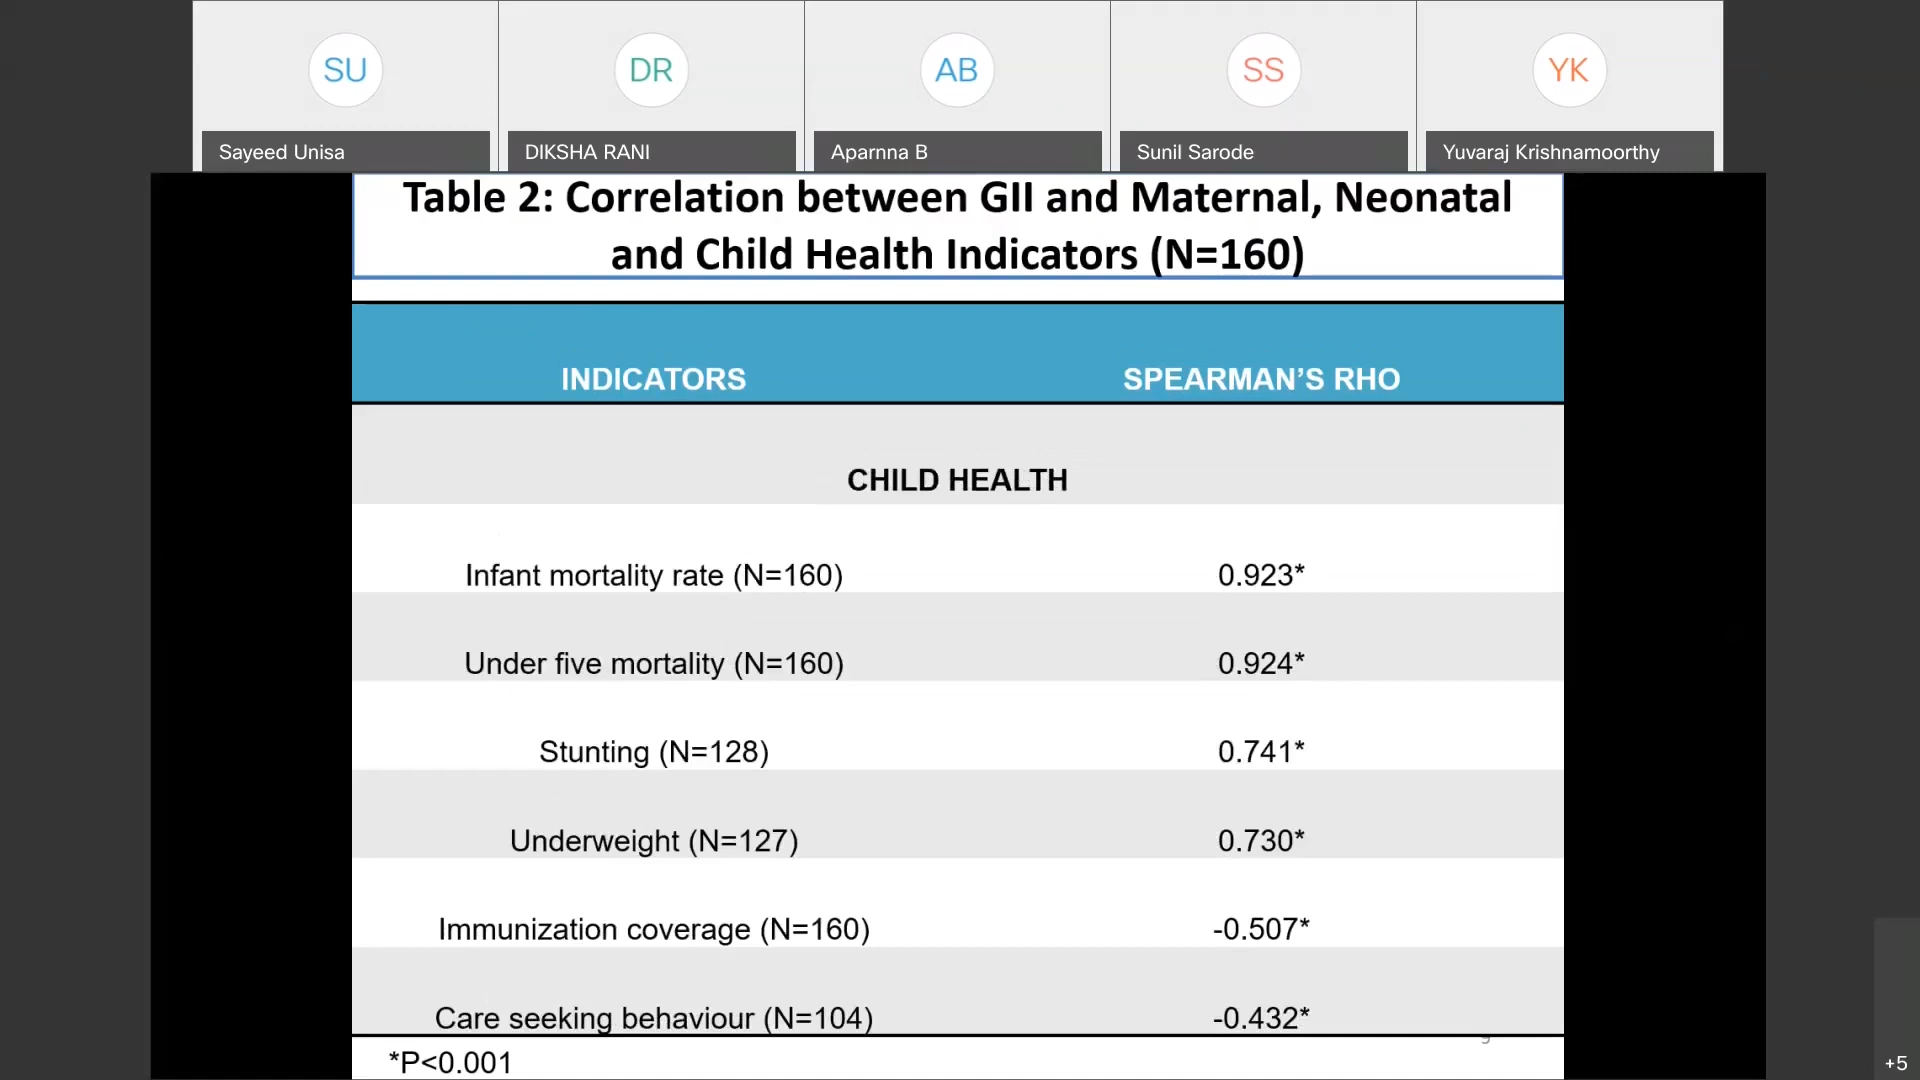 SU
DR
AB
SS
YK
Sayeed Unisa
DIKSHA RANI
Aparnna B
Sunil Sarode
Yuvaraj Krishnamoorthy
Table 2: Correlation between GII and Maternal, Neonatal
and Child Health Indicators (N=160)
INDICATORS SPEARMAN’S RHO
CHILD HEALTH
Infant mortality rate (N=160) 0.923*
Under five mortality (N=160) 0.924*
Stunting (N=128) 0.741*
Underweight (N=127) 0.730*
Immunization coverage (N=160) -0.507*
Care seeking behaviour (N=104) -0.432*
*P<0.001
+5